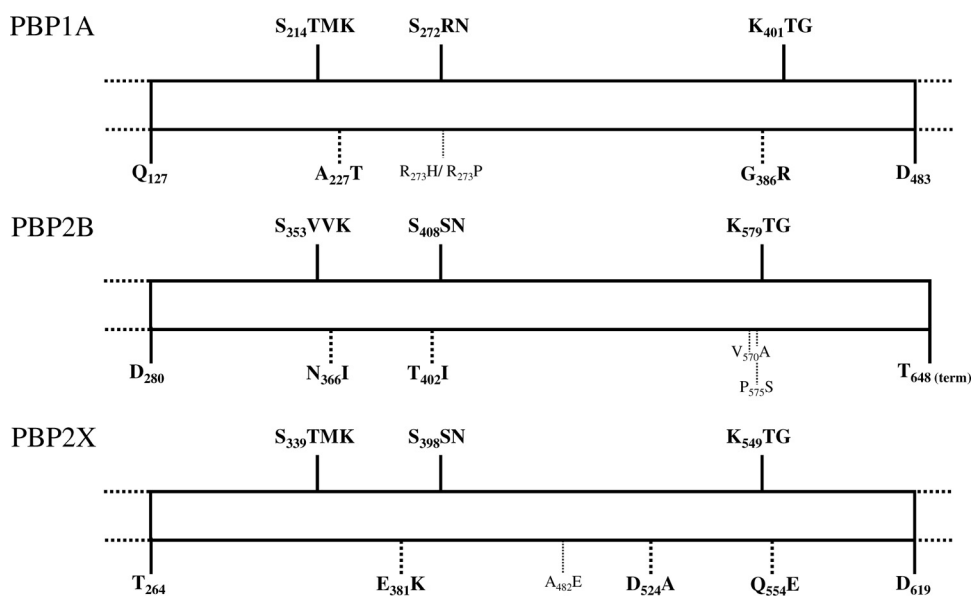 PBP1A
S214TMK S272RN K401TG
Q127 A227T R273H/ R273P G386R D483
PBP2B
S353VVK S408SN K579TG
D280 N366I T402I V570A T648 (term)
P575S
PBP2X
S339TMK S398SN K549TG
T264 E381K A482E D524A Q554E D619